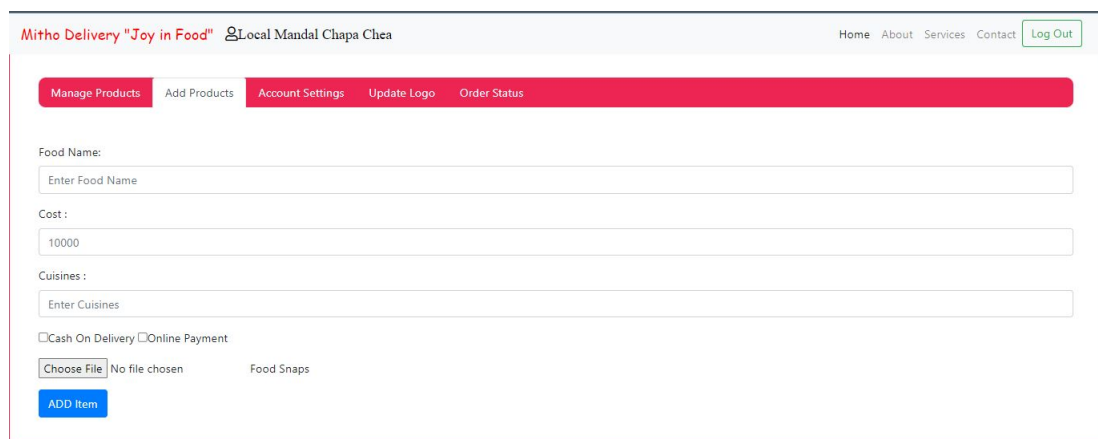 Mitho Delivery "Joy in Food" Local Mandal Chapa Chea Home About Services Contact Log Out
Manage Products Add Products Account Settings Update Logo Order Status
Food Name:
Enter Food Name
Cost :
10000
Cuisines :
Enter Cuisines
Cash On Delivery Online Payment
Choose File No file chosen Food Snaps
ADD Item